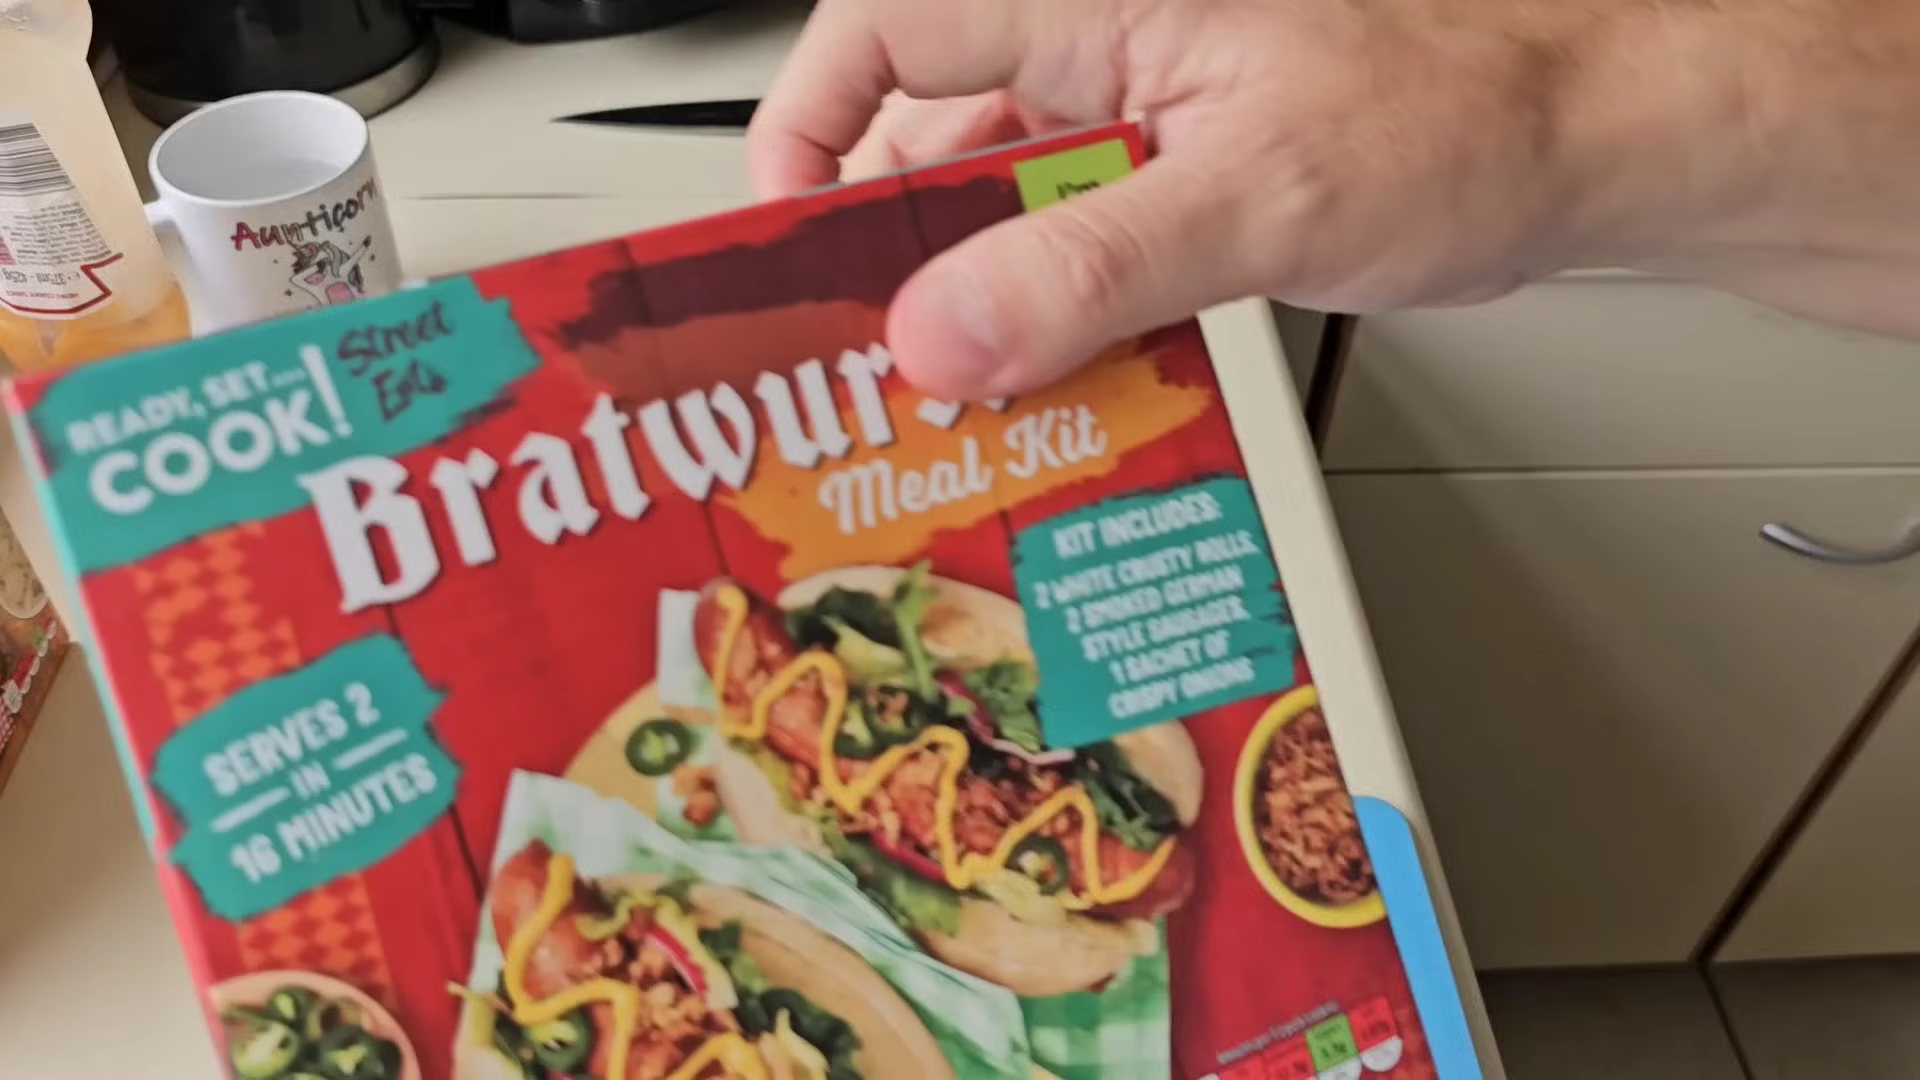 Aunticorn
READY, SET...
COOK!
Street
Eats
Bratwurst
Meal Kit
KIT INCLUDES:
2 WHITE CRUSTY ROLLS,
2 SMOKED GERMAN
STYLE SAUSAGES,
1 SACHET OF
CRISPY ONIONS
SERVES 2
IN
16 MINUTES